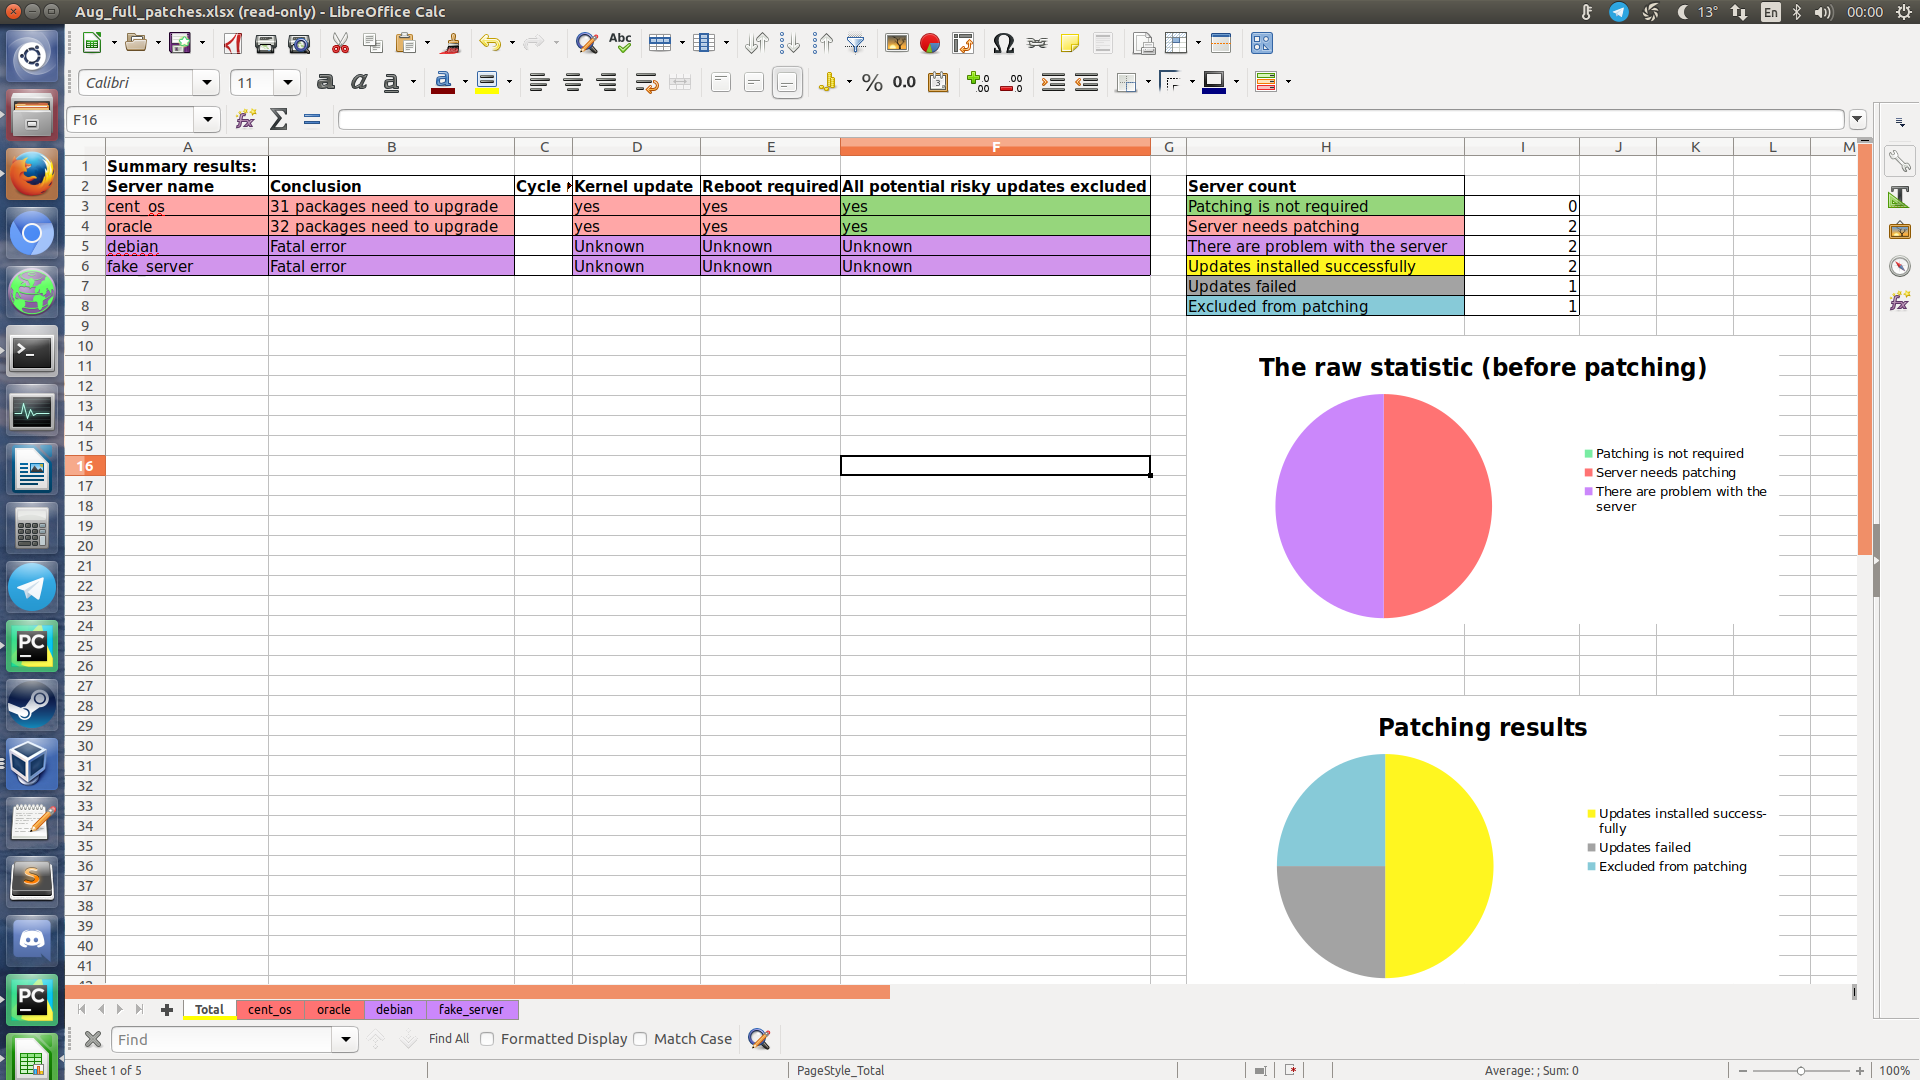 Aug_full_patches.xlsx (read-only) - LibreOffice Calc
13° En 00:00
Calibri 11
F16
A B C D E F G H I J K L M
1 Summary results:
2 Server name Conclusion Cycle Kernel update Reboot required All potential risky updates excluded Server count
3 cent_os 31 packages need to upgrade yes yes yes Patching is not required 0
4 oracle 32 packages need to upgrade yes yes yes Server needs patching 2
5 debian Fatal error Unknown Unknown Unknown There are problem with the server 2
6 fake_server Fatal error Unknown Unknown Unknown Updates installed successfully 2
7 Updates failed 1
8 Excluded from patching 1
9
10
11
12
13
14
15
16
17
18
19
20
21
22
23
24
25
26
27
28
29
30
31
32
33
34
35
36
37
38
39
40
41
The raw statistic (before patching)
Patching is not required
Server needs patching
There are problem with the
server
Patching results
Updates installed success-
fully
Updates failed
Excluded from patching
Total cent_os oracle debian fake_server
Find Find All Formatted Display Match Case
Sheet 1 of 5 PageStyle_Total Average: ; Sum: 0 100%